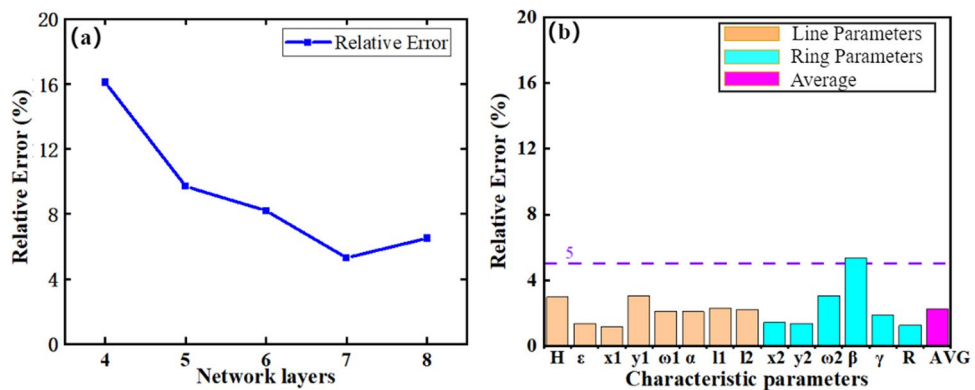 (a)
Relative Error
Relative Error (%)
20
16
12
8
4
0
4 5 6 7 8
Network layers
(b)
Line Parameters
Ring Parameters
Average
Relative Error (%)
20
16
12
8
4
0
5
H ε x1 y1 ω1 α l1 l2 x2 y2 ω2 β γ R AVG
Characteristic parameters